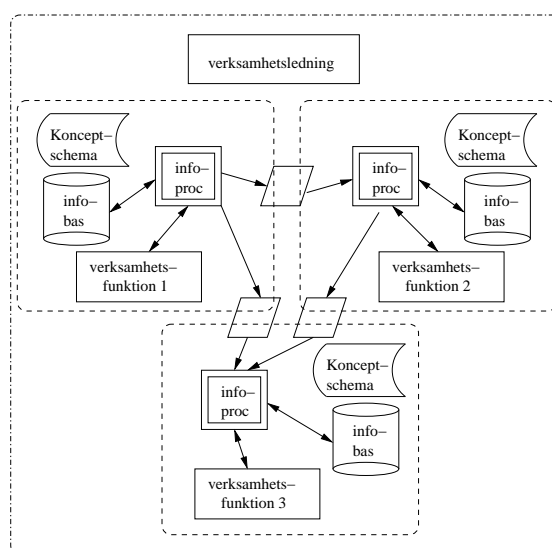 verksamhetsledning
Koncept–
schema
info–
proc
info–
bas
verksamhets–
funktion 1
Koncept–
schema
info–
proc
info–
bas
verksamhets–
funktion 2
Koncept–
schema
info–
proc
info–
bas
verksamhets–
funktion 3